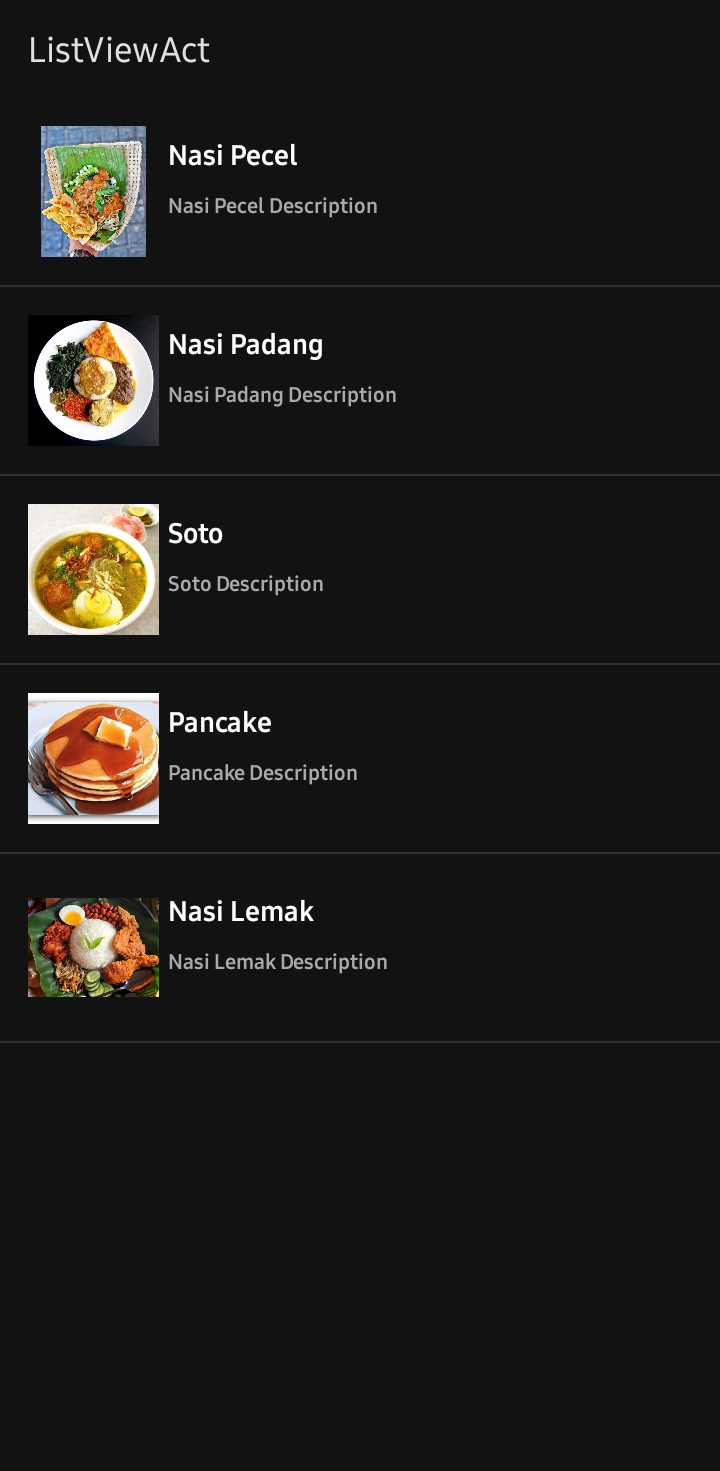 ListViewAct
Nasi Pecel
Nasi Pecel Description
Nasi Padang
Nasi Padang Description
Soto
Soto Description
Pancake
Pancake Description
Nasi Lemak
Nasi Lemak Description